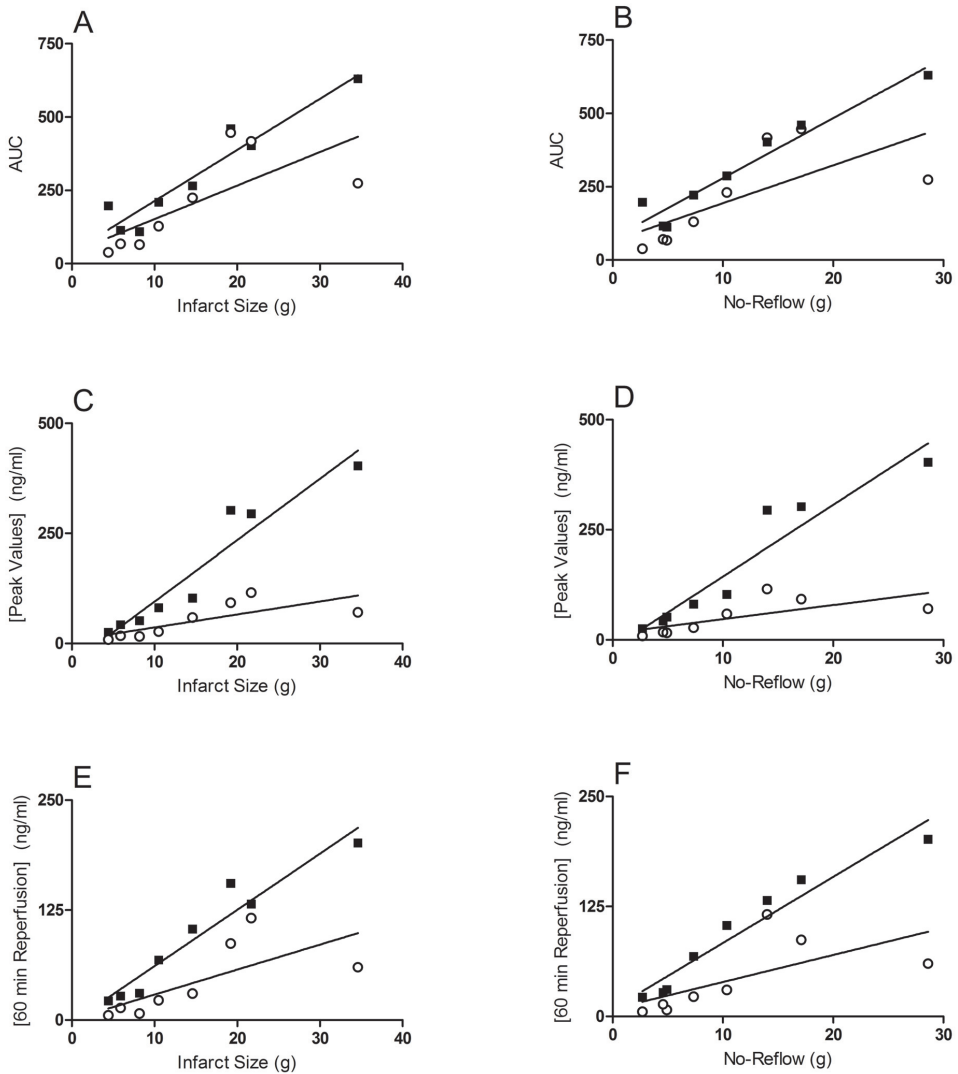 A
750
500
250
0
AUC
0 10 20 30 40
Infarct Size (g)
B
750
500
250
0
AUC
0 10 20 30
No-Reflow (g)
C
500
250
0
[Peak Values] (ng/ml)
0 10 20 30 40
Infarct Size (g)
D
500
250
0
[Peak Values] (ng/ml)
0 10 20 30
No-Reflow (g)
E
250
125
0
[60 min Reperfusion] (ng/ml)
0 10 20 30 40
Infarct Size (g)
F
250
125
0
[60 min Reperfusion] (ng/ml)
0 10 20 30
No-Reflow (g)